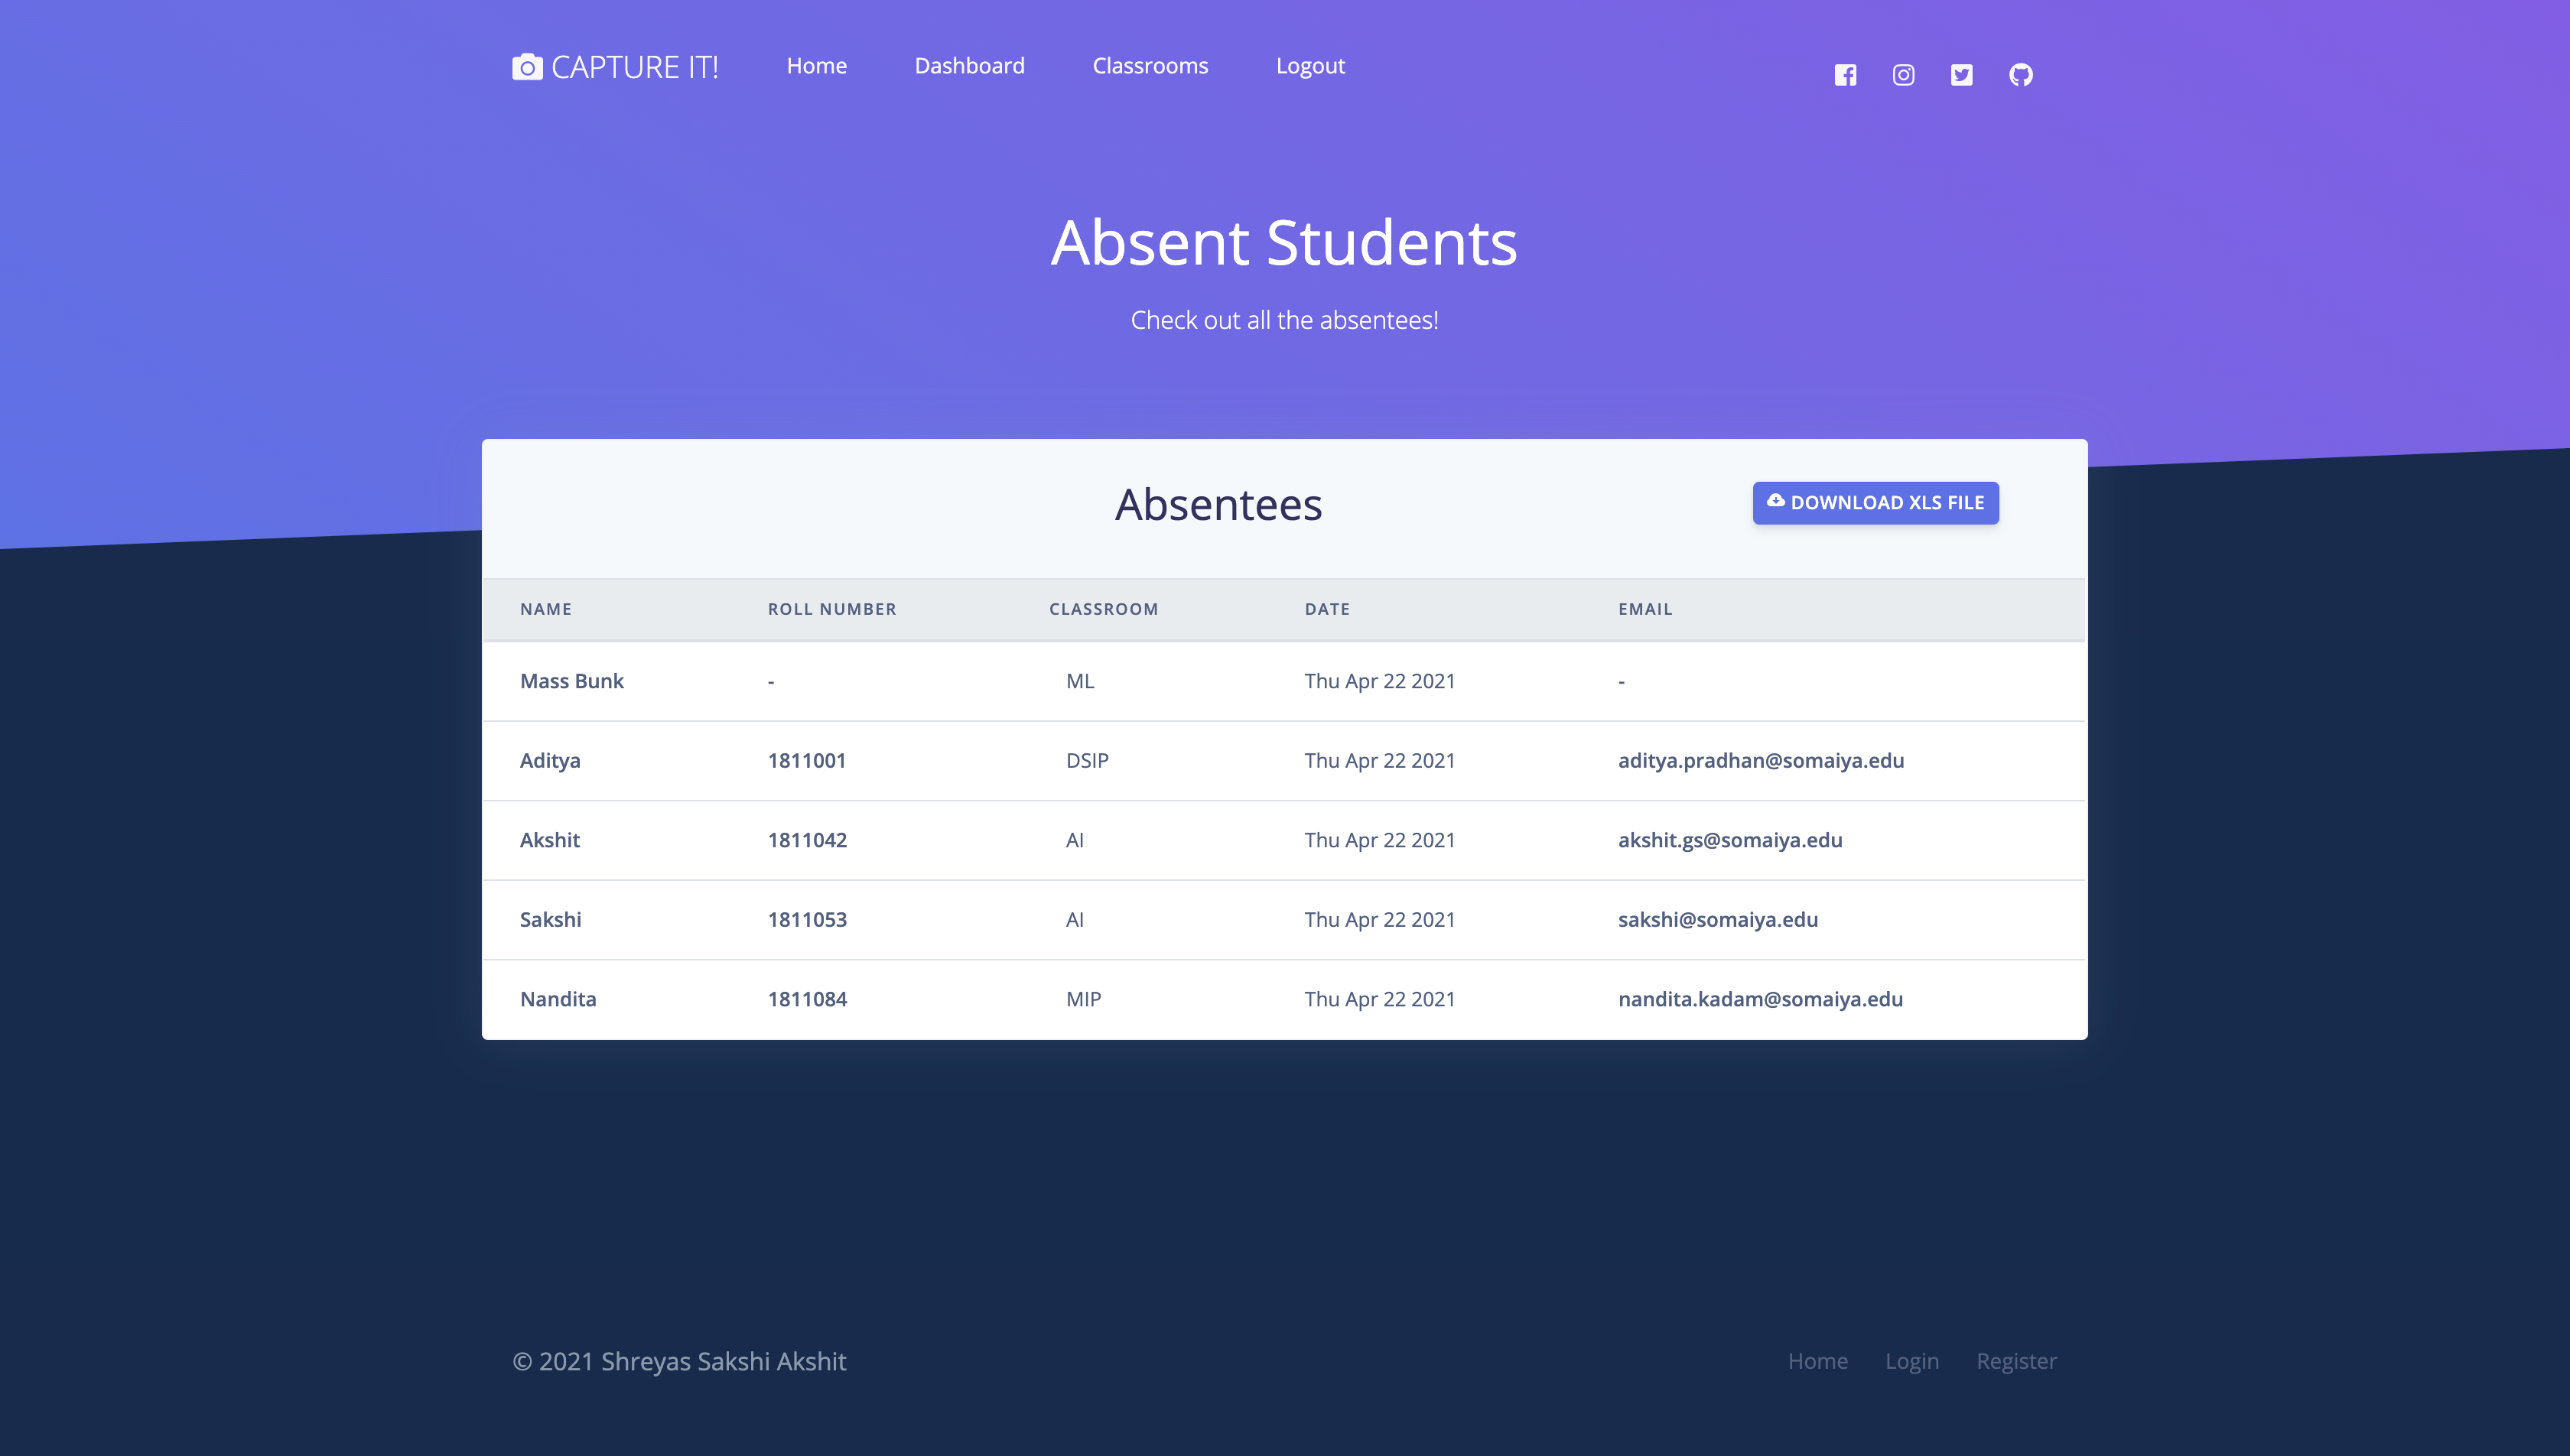 CAPTURE IT! Home Dashboard Classrooms Logout
Absent Students
Check out all the absentees!
Absentees DOWNLOAD XLS FILE
NAME ROLL NUMBER CLASSROOM DATE EMAIL
Mass Bunk - ML Thu Apr 22 2021 -
Aditya 1811001 DSIP Thu Apr 22 2021 aditya.pradhan@somaiya.edu
Akshit 1811042 AI Thu Apr 22 2021 akshit.gs@somaiya.edu
Sakshi 1811053 AI Thu Apr 22 2021 sakshi@somaiya.edu
Nandita 1811084 MIP Thu Apr 22 2021 nandita.kadam@somaiya.edu
© 2021 Shreyas Sakshi Akshit Home Login Register